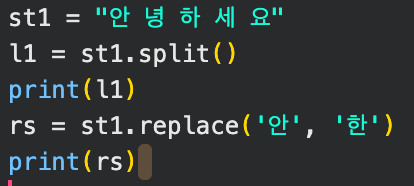 st1 = "안 녕 하 세 요"
l1 = st1.split()
print(l1)
rs = st1.replace('안', '한')
print(rs)